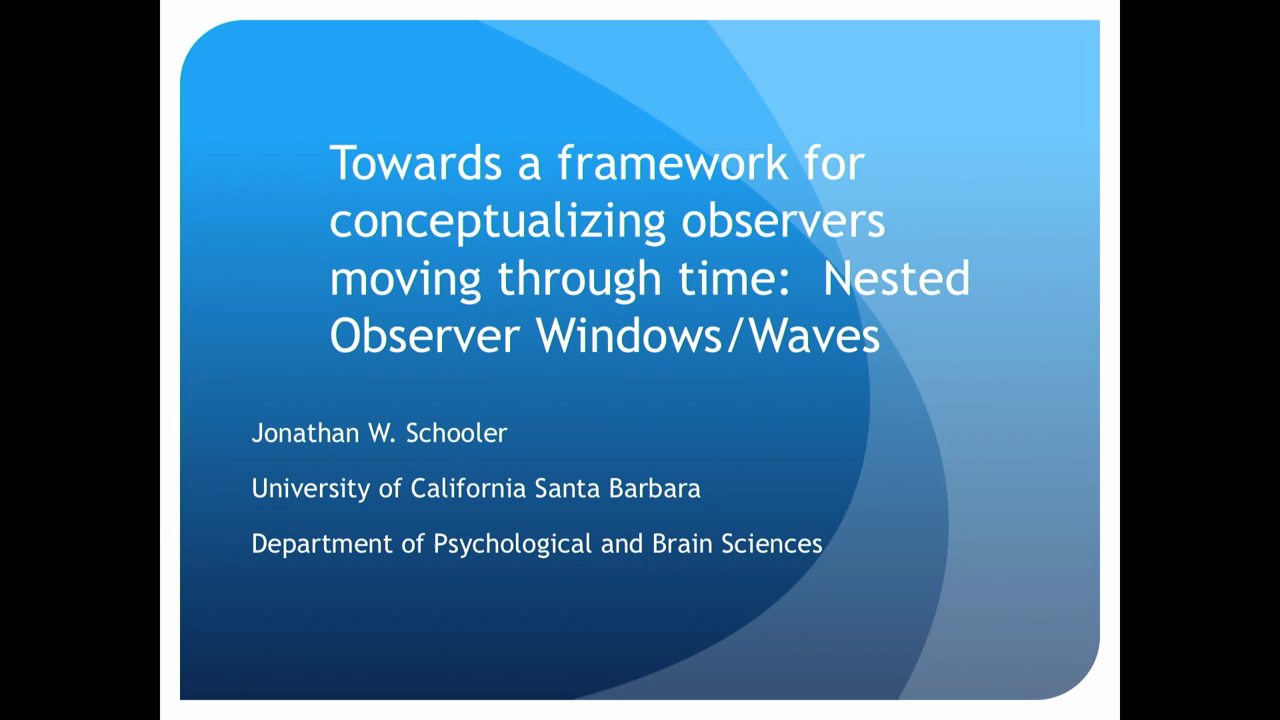 Towards a framework for
conceptualizing observers
moving through time:  Nested
Observer Windows/Waves
Jonathan W. Schooler
University of California Santa Barbara
Department of Psychological and Brain Sciences